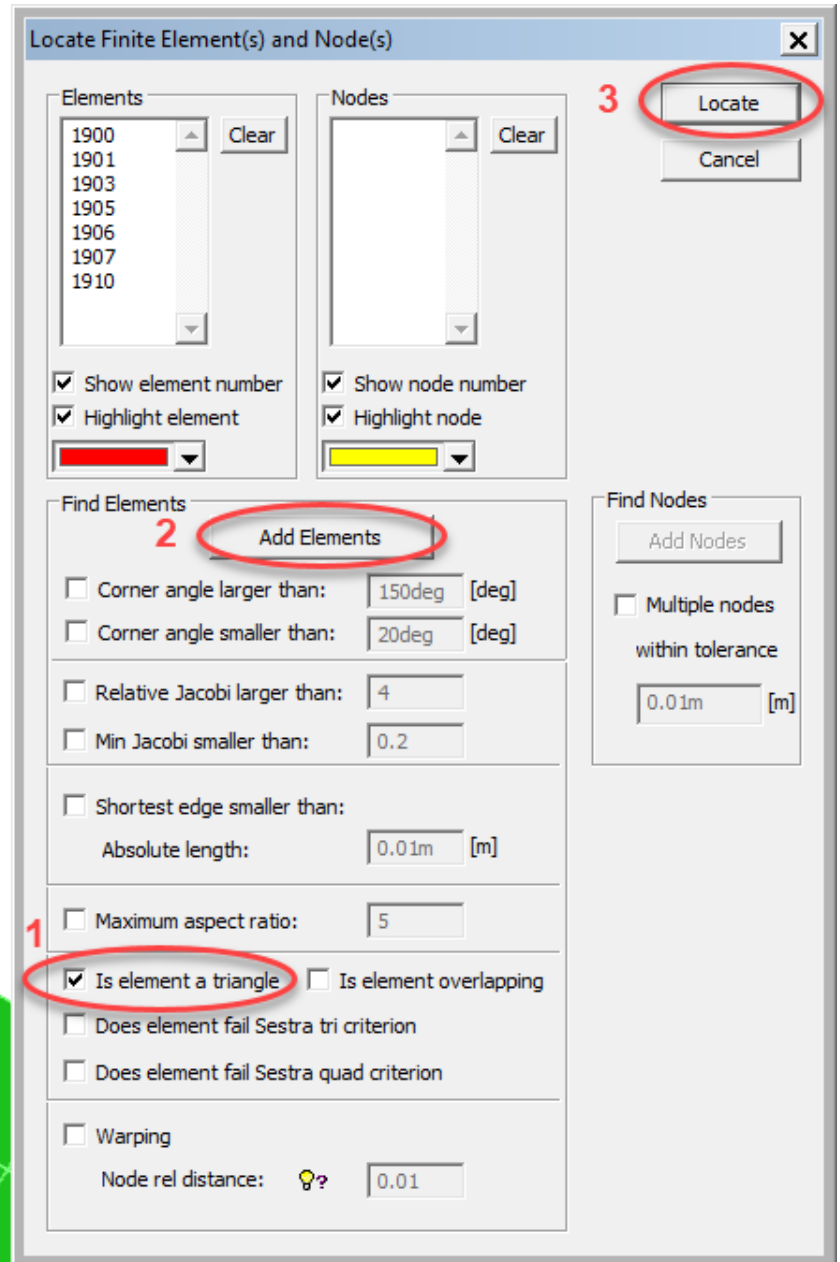 Locate Finite Element(s) and Node(s)
Elements
1900
1901
1903
1905
1906
1907
1910
Clear
Show element number
Highlight element
Nodes
Clear
Show node number
Highlight node
3
Locate
Cancel
Find Elements
2
Add Elements
Corner angle larger than: 150deg [deg]
Corner angle smaller than: 20deg [deg]
Relative Jacobi larger than: 4
Min Jacobi smaller than: 0.2
Shortest edge smaller than:
Absolute length: 0.01m [m]
Maximum aspect ratio: 5
1
Is element a triangle Is element overlapping
Does element fail Sestra tri criterion
Does element fail Sestra quad criterion
Warping
Node rel distance: ? 0.01
Find Nodes
Add Nodes
Multiple nodes
within tolerance
0.01m [m]